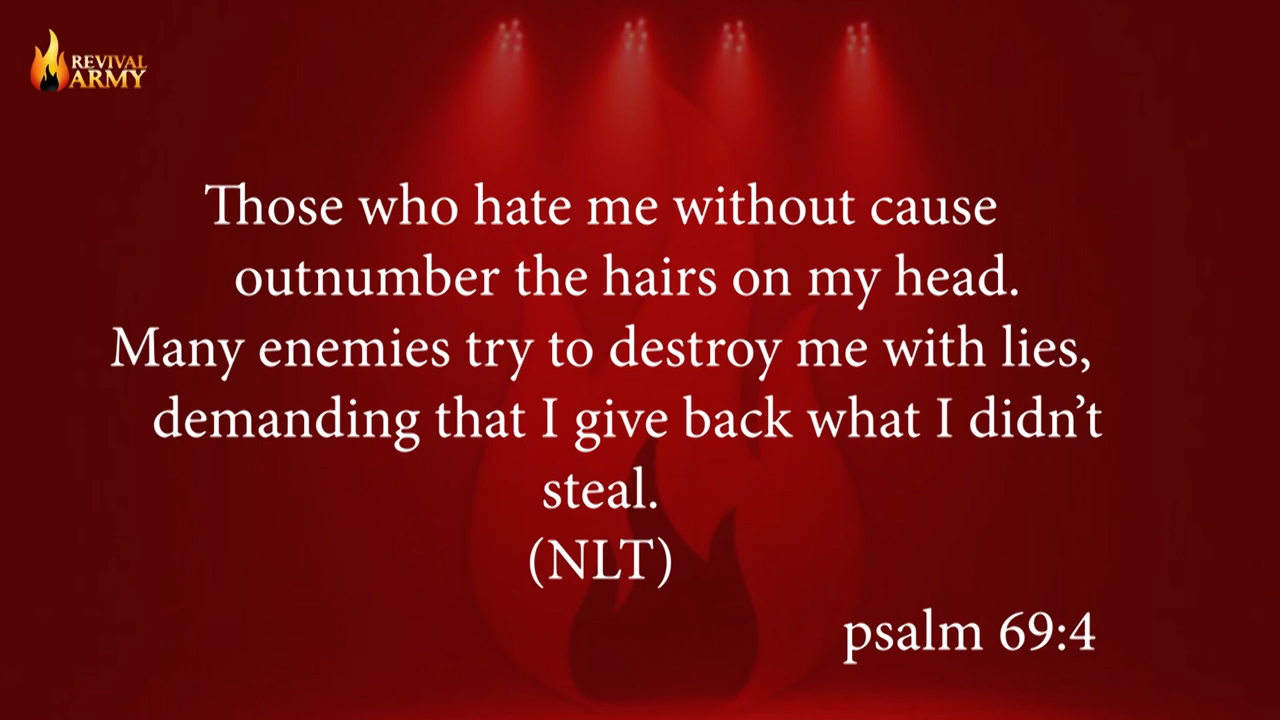 REVIVAL
ARMY
Those who hate me without cause
outnumber the hairs on my head.
Many enemies try to destroy me with lies,
demanding that I give back what I didn’t
steal.
(NLT)
psalm 69:4